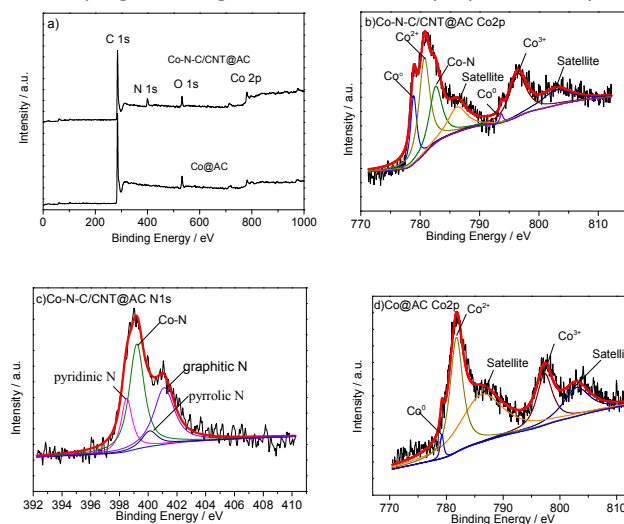 a)
C 1s
Co-N-C/CNT@AC
N 1s
O 1s
Co 2p
Co@AC
Intensity / a.u.
0 200 400 600 800 1000
Binding Energy / eV
b)Co-N-C/CNT@AC Co2p
Co2+
Co-N
Co3+
Satellite
Satellite
Co0
Co0
Intensity / a.u.
770 780 790 800 810
Binding Energy / eV
c)Co-N-C/CNT@AC N1s
Co-N
graphitic N
pyridinic N
pyrrolic N
Intensity / a.u.
392 394 396 398 400 402 404 406 408 410
Binding Energy / eV
d)Co@AC Co2p
Co2+
Co3+
Satellite
Satell
Co0
Intensity / a.u.
770 780 790 800 810
Binding Energy / eV